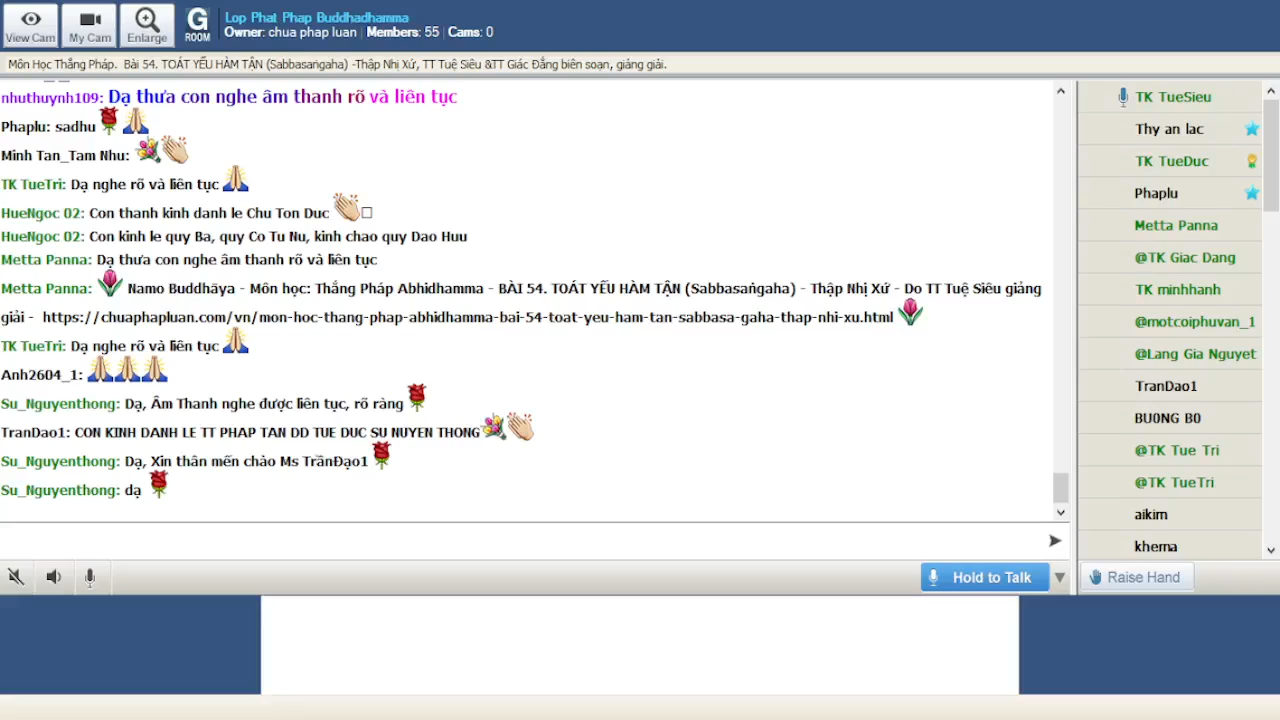 View Cam
My Cam
Enlarge
G
ROOM
Lop Phat Phap Buddhadhamma
Owner: chua phap luan | Members: 55 | Cams: 0
Môn Học Thắng Pháp. Bài 54. TOÁT YẾU HÀM TẬN (Sabbasaṅgaha) -Thập Nhị Xứ, TT Tuệ Siêu &TT Giác Đẳng biên soạn, giảng giải.
nhuthuynh109: Dạ thưa con nghe âm thanh rõ và liên tục
Phaplu: sadhu
Minh Tan_Tam Nhu:
TK TueTri: Dạ nghe rõ và liên tục
HueNgoc 02: Con thanh kinh danh le Chu Ton Duc
HueNgoc 02: Con kinh le quy Ba, quy Co Tu Nu, kinh chao quy Dao Huu
Metta Panna: Dạ thưa con nghe âm thanh rõ và liên tục
Metta Panna: Namo Buddhāya - Môn học: Thắng Pháp Abhidhamma - BÀI 54. TOÁT YẾU HÀM TẬN (Sabbasaṅgaha) - Thập Nhị Xứ - Do TT Tuệ Siêu giảng
giải - https://chuaphapluan.com/vn/mon-hoc-thang-phap-abhidhamma-bai-54-toat-yeu-ham-tan-sabbasa-gaha-thap-nhi-xu.html
TK TueTri: Dạ nghe rõ và liên tục
Anh2604_1:
Su_Nguyenthong: Dạ, Âm Thanh nghe được liên tục, rõ ràng
TranDao1: CON KINH DANH LE TT PHAP TAN DD TUE DUC SU NUYEN THONG
Su_Nguyenthong: Dạ, Xin thân mến chào Ms TrầnĐạo1
Su_Nguyenthong: dạ
TK TueSieu
Thy an lac
TK TueDuc
Phaplu
Metta Panna
@TK Giac Dang
TK minhhanh
@motcoiphuvan_1
@Lang Gia Nguyet
TranDao1
BU0NG B0
@TK Tue Tri
@TK TueTri
aikim
khema
Hold to Talk
Raise Hand